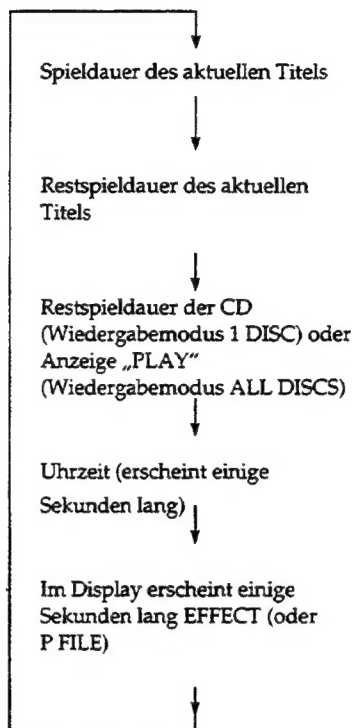 Spieldauer des aktuellen Titels
Restspieldauer des aktuellen
Titels
Restspieldauer der CD
(Wiedergabemodus 1 DISC) oder
Anzeige „PLAY"
(Wiedergabemodus ALL DISCS)
Uhrzeit (erscheint einige
Sekunden lang)
Im Display erscheint einige
Sekunden lang EFFECT (oder
P FILE)